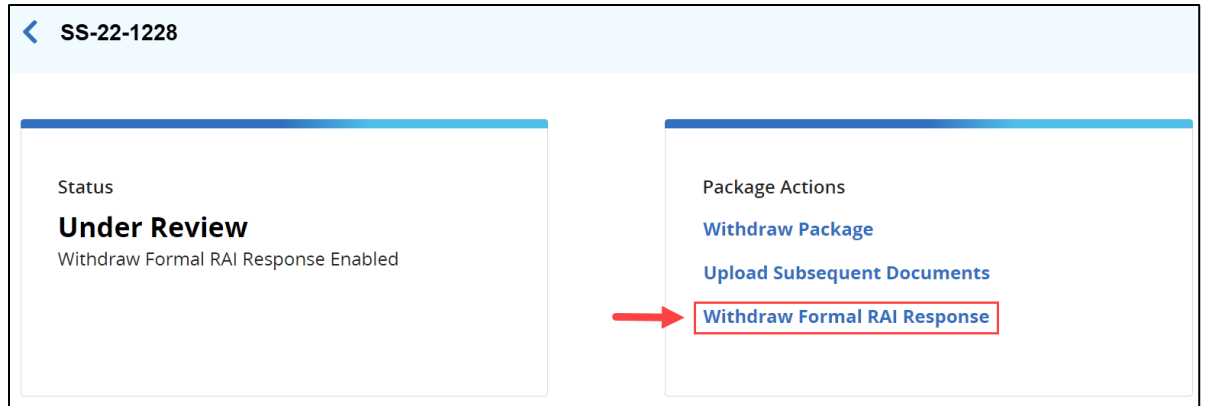 SS-22-1228
Status
Under Review
Withdraw Formal RAI Response Enabled
Package Actions
Withdraw Package
Upload Subsequent Documents
Withdraw Formal RAI Response